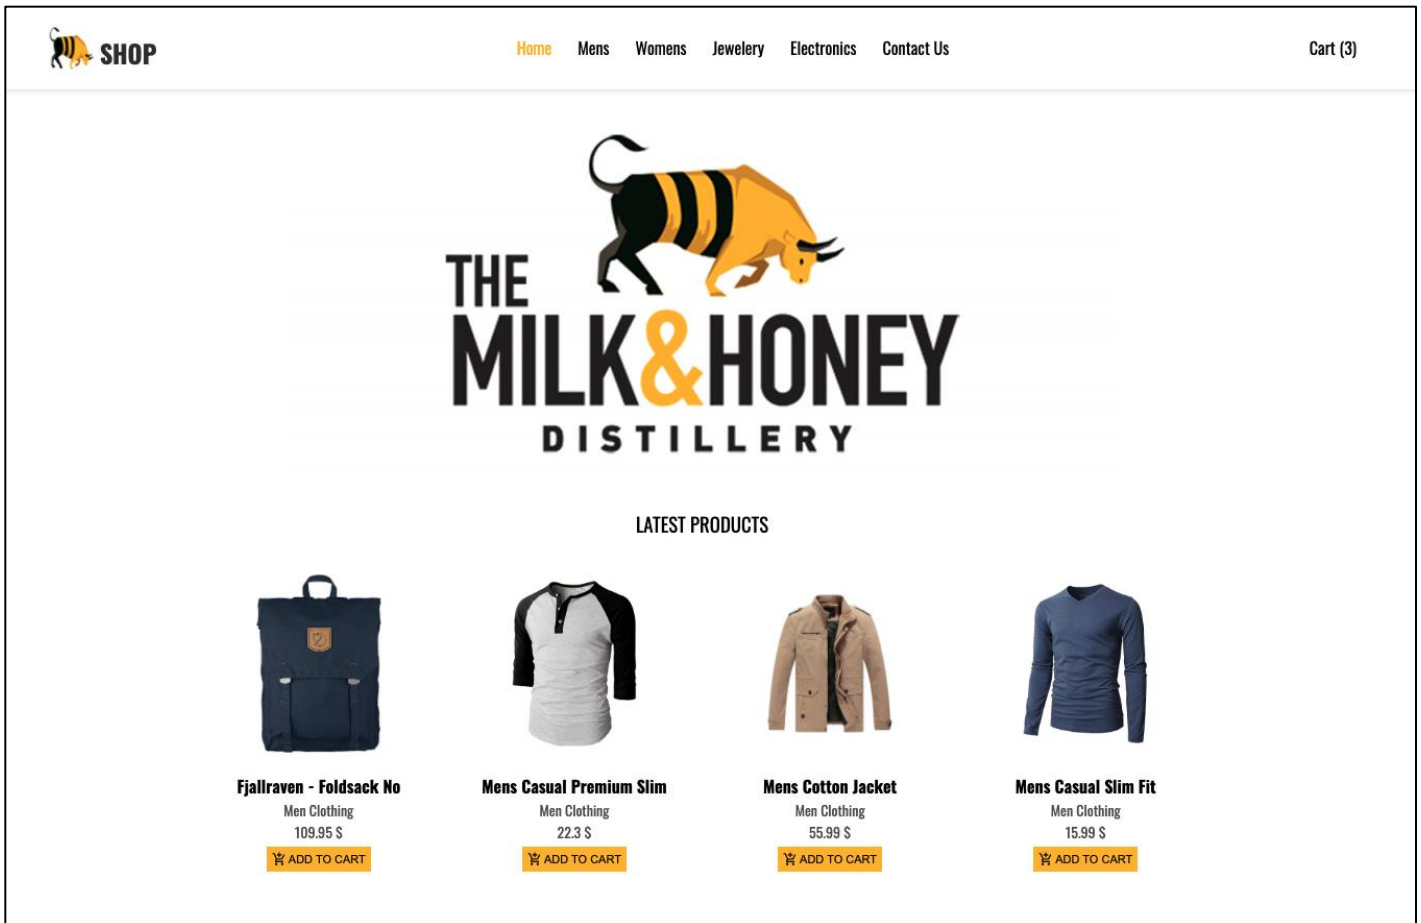 SHOP
Home Mens Womens Jewelery Electronics Contact Us
Cart (3)
THE
MILK&HONEY
DISTILLERY
LATEST PRODUCTS
Fjallraven - Foldsack No
Men Clothing
109.95 $
ADD TO CART
Mens Casual Premium Slim
Men Clothing
22.3 $
ADD TO CART
Mens Cotton Jacket
Men Clothing
55.99 $
ADD TO CART
Mens Casual Slim Fit
Men Clothing
15.99 $
ADD TO CART